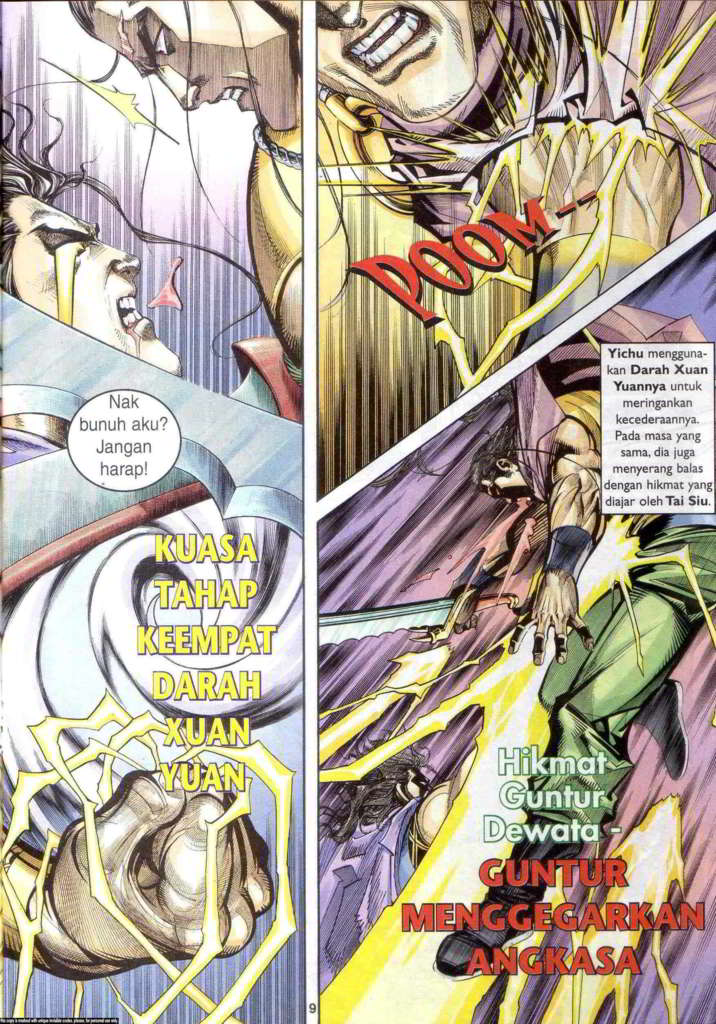 Nak
bunuh aku?
Jangan
harap!
KUASA
TAHAP
KEEMPAT
DARAH
XUAN
YUAN
POOM--
Yichu mengguna-
kan Darah Xuan
Yuannya untuk
meringankan
kecederaannya.
Pada masa yang
sama, dia juga
menyerang balas
dengan hikmat yang
diajar oleh Tai Siu.
Hikmat
Guntur
Dewata -
GUNTUR
MENGGEGARKAN
ANGKASA
9